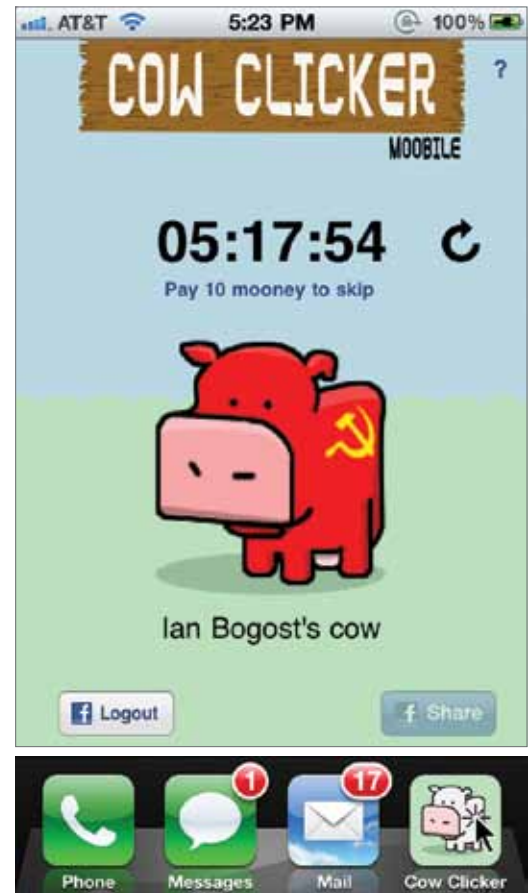 AT&T 5:23 PM 100%
COW CLICKER ?
MOOBILE
05:17:54
Pay 10 mooney to skip
Ian Bogost's cow
f Logout f Share
1 17
Phone Messages Mail Cow Clicker